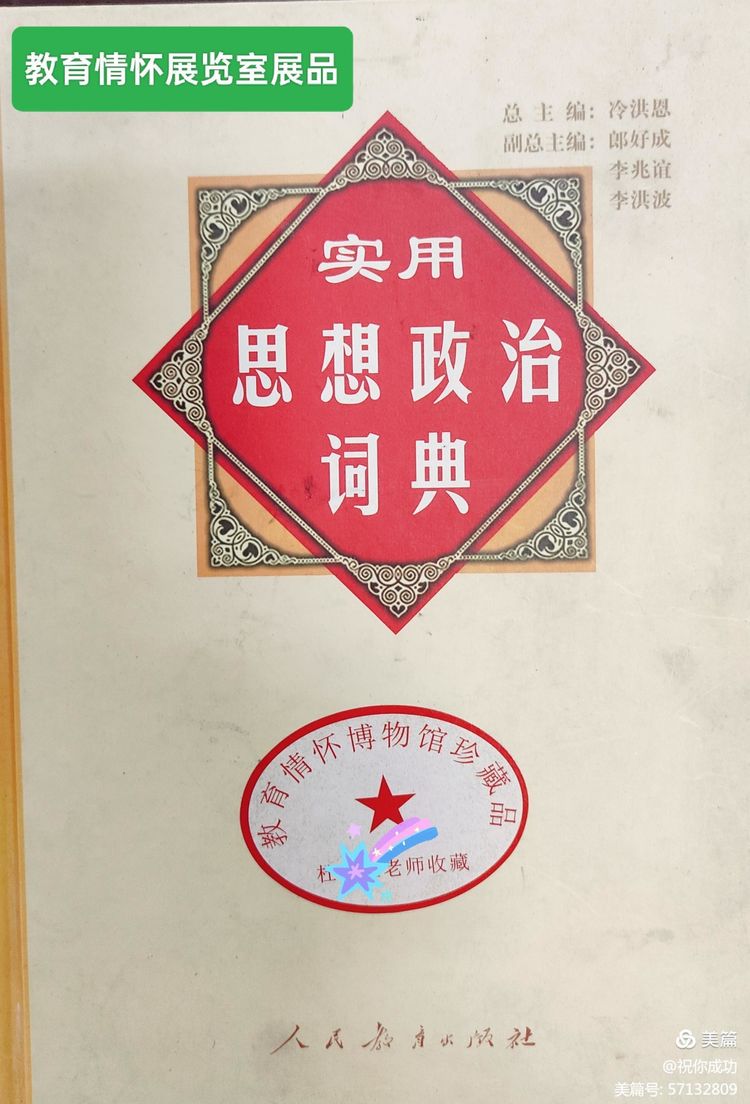 教育情怀展览室展品
总主编：冷洪恩
副总主编：郎好成
李兆谊
李洪波
实用
思想政治
词典
教育情怀博物馆珍藏品
杜
老师收藏
人民教育出版社
美篇
@祝你成功
美篇号: 57132809